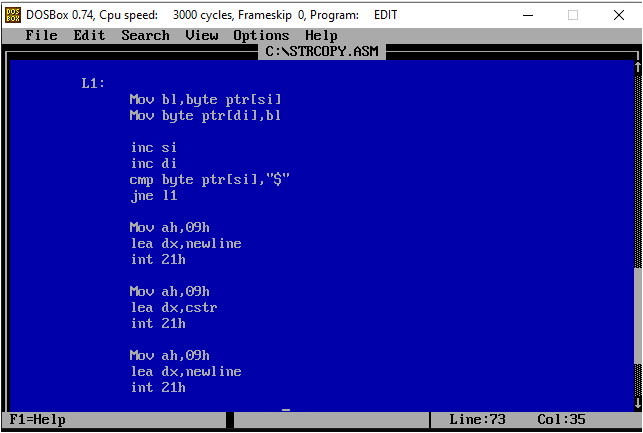 DOSBox 0.74, Cpu speed: 3000 cycles, Frameskip 0, Program: EDIT
File Edit Search View Options Help
C:\STRCOPY.ASM
L1:
Mov bl,byte ptr[si]
Mov byte ptr[di],bl
inc si
inc di
cmp byte ptr[si],"$"
jne l1
Mov ah,09h
lea dx,newline
int 21h
Mov ah,09h
lea dx,cstr
int 21h
Mov ah,09h
lea dx,newline
int 21h
F1=Help Line:73 Col:35